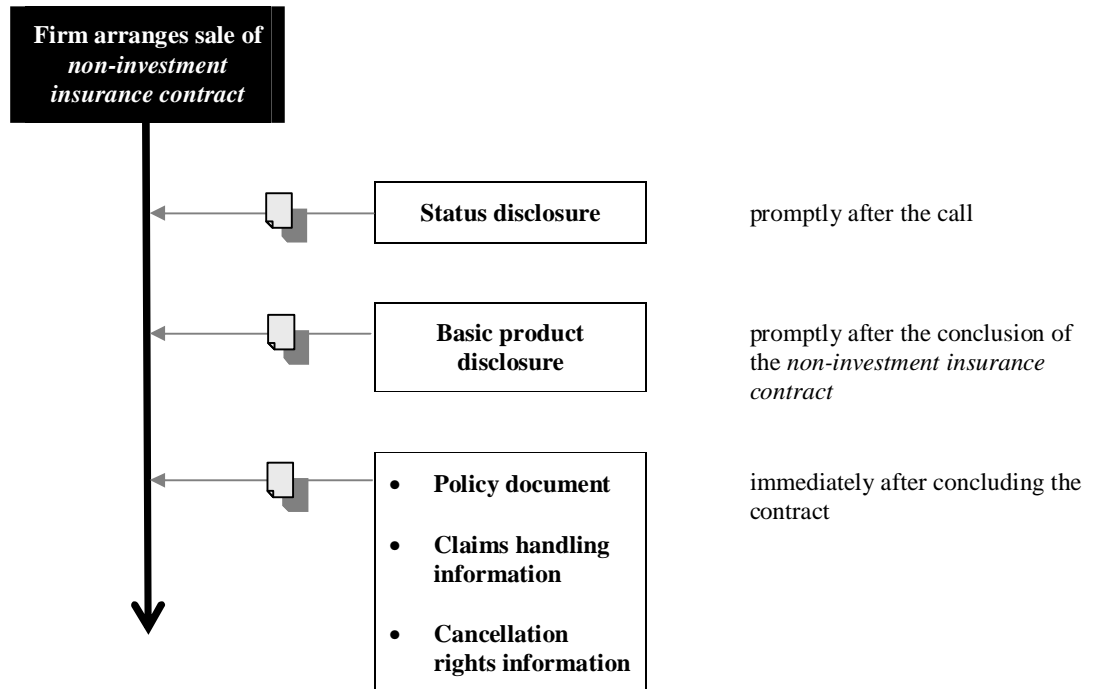 Firm arranges sale of
non-investment
insurance contract
Status disclosure
promptly after the call
Basic product
disclosure
promptly after the conclusion of
the non-investment insurance
contract
• Policy document
• Claims handling
information
• Cancellation
rights information
immediately after concluding the
contract